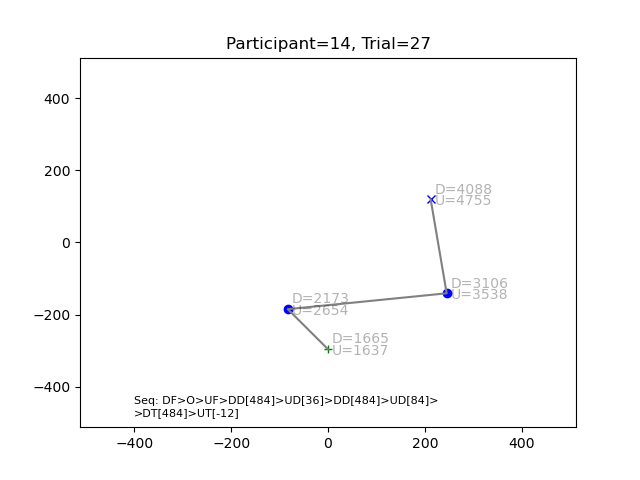 Participant=14, Trial=27
400
200
0
−200
−400
D=4088
U=4755
D=3106
U=3538
D=2173
U=2654
D=1665
U=1637
Seq: DF>O>UF>DD[484]>UD[36]>DD[484]>UD[84]>
>DT[484]>UT[-12]
−400 −200 0 200 400